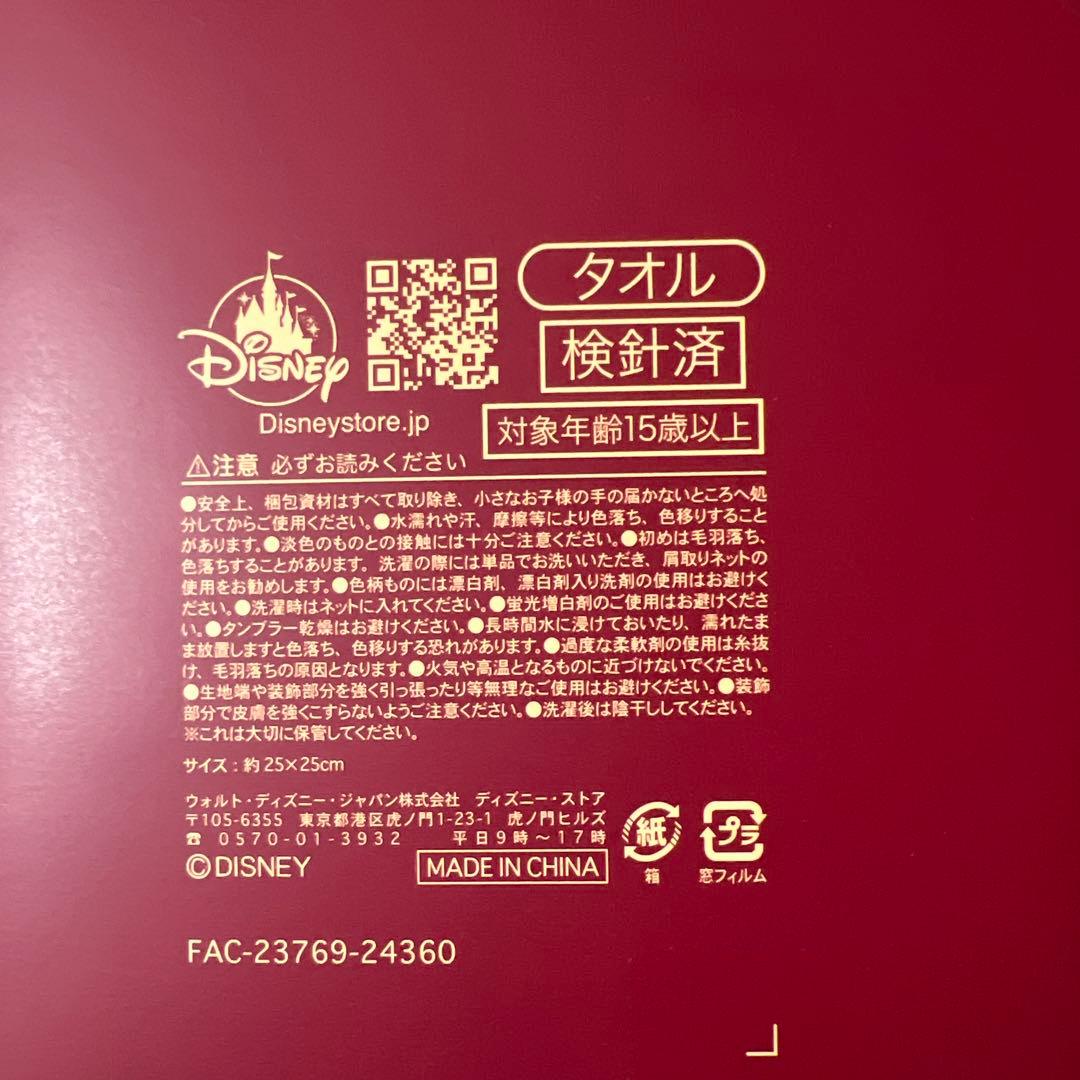 Disney
Disneystore.jp
タオル
検針済
対象年齢15歳以上
⚠注意 必ずお読みください
●安全上、梱包資材はすべて取り除き、小さなお子様の手の届かないところへ処
分してからご使用ください。●水濡れや汗、摩擦等により色落ち、色移りすること
があります。●淡色のものとの接触には十分ご注意ください。●初めは毛羽落ち、
色落ちすることがあります。洗濯の際には単品でお洗いいただき、屑取りネットの
使用をお勧めします。●色柄ものには漂白剤、漂白剤入り洗剤の使用はお避けく
ださい。●洗濯時はネットに入れてください。●蛍光増白剤のご使用はお避けくださ
い。●タンブラー乾燥はお避けください。●長時間水に浸けておいたり、濡れたま
ま放置しますと色落ち、色移りする恐れがあります。●過度な柔軟剤の使用は糸抜
け、毛羽落ちの原因となります。●火気や高温となるものに近づけないでください。
●生地端や装飾部分を強く引っ張ったり等無理なご使用はお避けください。●装飾
部分で皮膚を強くこすらないようご注意ください。●洗濯後は陰干ししてください。
※これは大切に保管してください。
サイズ：約25×25cm
ウォルト・ディズニー・ジャパン株式会社 ディズニー・ストア
〒105-6355 東京都港区虎ノ門1-23-1 虎ノ門ヒルズ
☎ 0570-01-3932 平日9時～17時
©DISNEY
MADE IN CHINA
紙
箱
プラ
窓フィルム
FAC-23769-24360